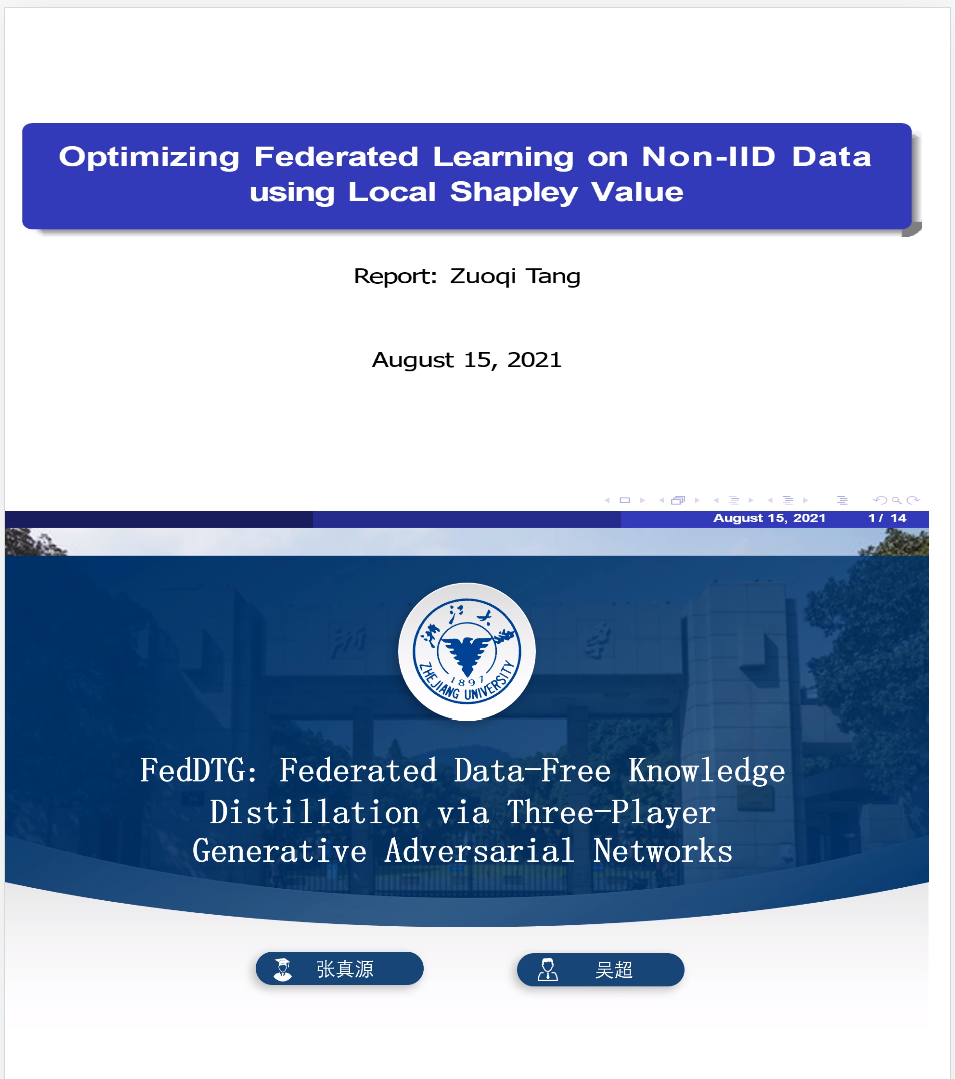 Optimizing Federated Learning on Non-IID Data
using Local Shapley Value
Report: Zuoqi Tang
August 15, 2021
August 15, 2021 1 / 14
浙江大学
1897
ZHEJIANG UNIVERSITY
FedDTG: Federated Data-Free Knowledge
Distillation via Three-Player
Generative Adversarial Networks
张真源
吴超